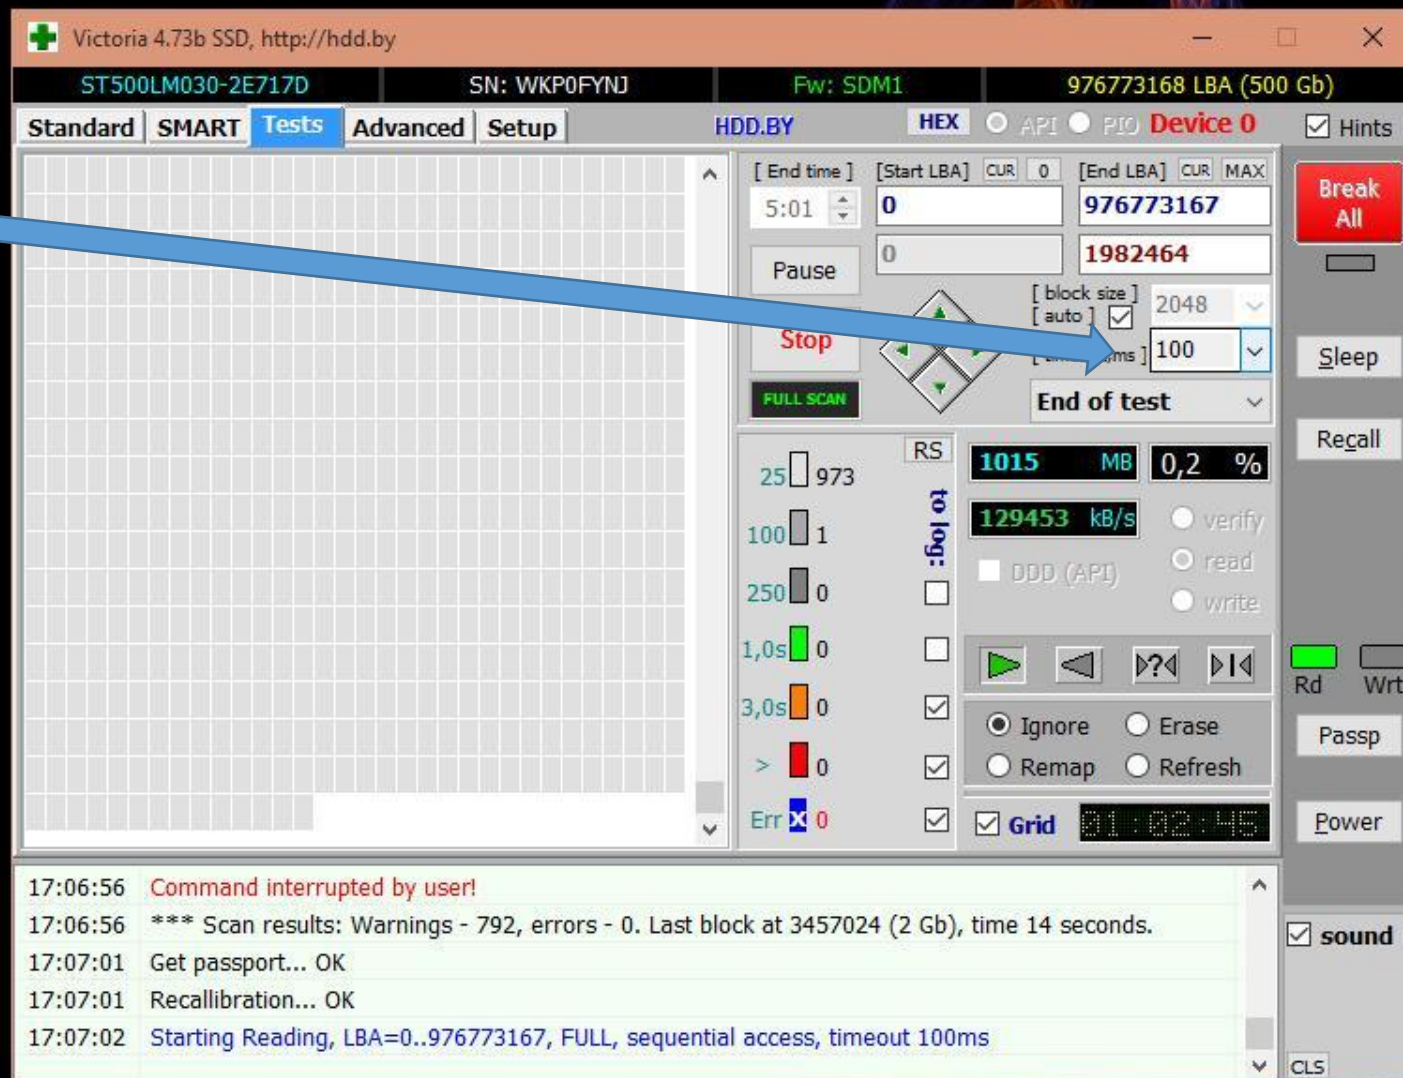 Victoria 4.73b SSD, http://hdd.by
ST500LM030-2E717D SN: WKP0FYNJ Fw: SDM1 976773168 LBA (500 Gb)
Standard SMART Tests Advanced Setup HDD.BY HEX API PIO Device 0 Hints
[ End time ] [Start LBA] CUR 0 [End LBA] CUR MAX
5:01 0 976773167
Break All
Pause 0 1982464
[ block size ]
[ auto ] 2048
Stop ms ] 100 Sleep
FULL SCAN End of test
Recall
RS 1015 MB 0,2 %
25 973
to log:
129453 kB/s verify
100 1
DDD (API) read
250 0 write
1,0s 0
Rd Wrt
3,0s 0
Ignore Erase Passp
> 0 Remap Refresh
Err x 0 Grid 01:02:45 Power
17:06:56 Command interrupted by user!
17:06:56 *** Scan results: Warnings - 792, errors - 0. Last block at 3457024 (2 Gb), time 14 seconds.
sound
17:07:01 Get passport... OK
17:07:01 Recallibration... OK
17:07:02 Starting Reading, LBA=0..976773167, FULL, sequential access, timeout 100ms
CLS